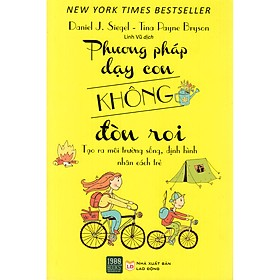 NEW YORK TIMES BESTSELLER
Daniel J. Siegel - Tina Payne Bryson
Linh Vũ dịch
Phương pháp
dạy con
KHÔNG
đòn roi
Tạo ra môi trường sống, định hình
nhân cách trẻ
1980
BOOKS
NHÀ XUẤT BẢN
LAO ĐỘNG